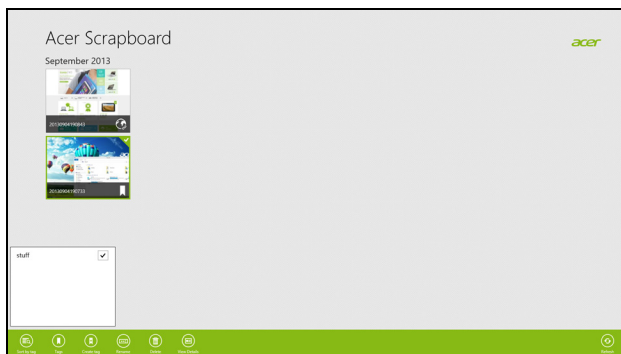 Acer Scrapboard
acer
September 2013
20130904190843
20130904190733
stuff
Sort by tag
Tags
Create tag
Rename
Delete
View Details
Refresh